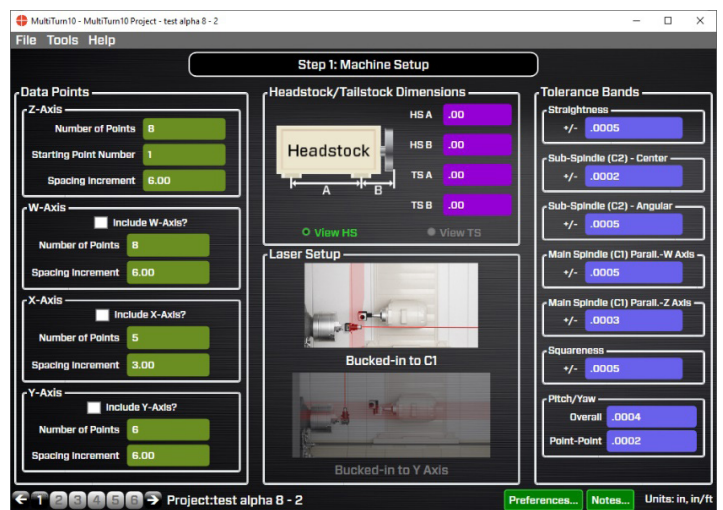 MultiTurn10 - MultiTurn10 Project - test alpha 8 - 2
File Tools Help
Step 1: Machine Setup
Data Points
Z-Axis
Number of Points 8
Starting Point Number 1
Spacing Increment 6.00
W-Axis
Include W-Axis?
Number of Points 8
Spacing Increment 6.00
X-Axis
Include X-Axis?
Number of Points 5
Spacing Increment 3.00
Y-Axis
Include Y-Axis?
Number of Points 6
Spacing Increment 6.00
Headstock/Tailstock Dimensions
Headstock
A B
HS A .00
HS B .00
TS A .00
TS B .00
View HS View TS
Laser Setup
Bucked-in to C1
Bucked-in to Y Axis
Tolerance Bands
Straightness
+/- .0005
Sub-Spindle (C2) - Center
+/- .0002
Sub-Spindle (C2) - Angular
+/- .0005
Main Spindle (C1) Parall.-W Axis
+/- .0005
Main Spindle (C1) Parall.-Z Axis
+/- .0003
Squareness
+/- .0005
Pitch/Yaw
Overall .0004
Point-Point .0002
1 2 3 4 5 6 Project:test alpha 8 - 2 Preferences... Notes... Units: in, in/ft